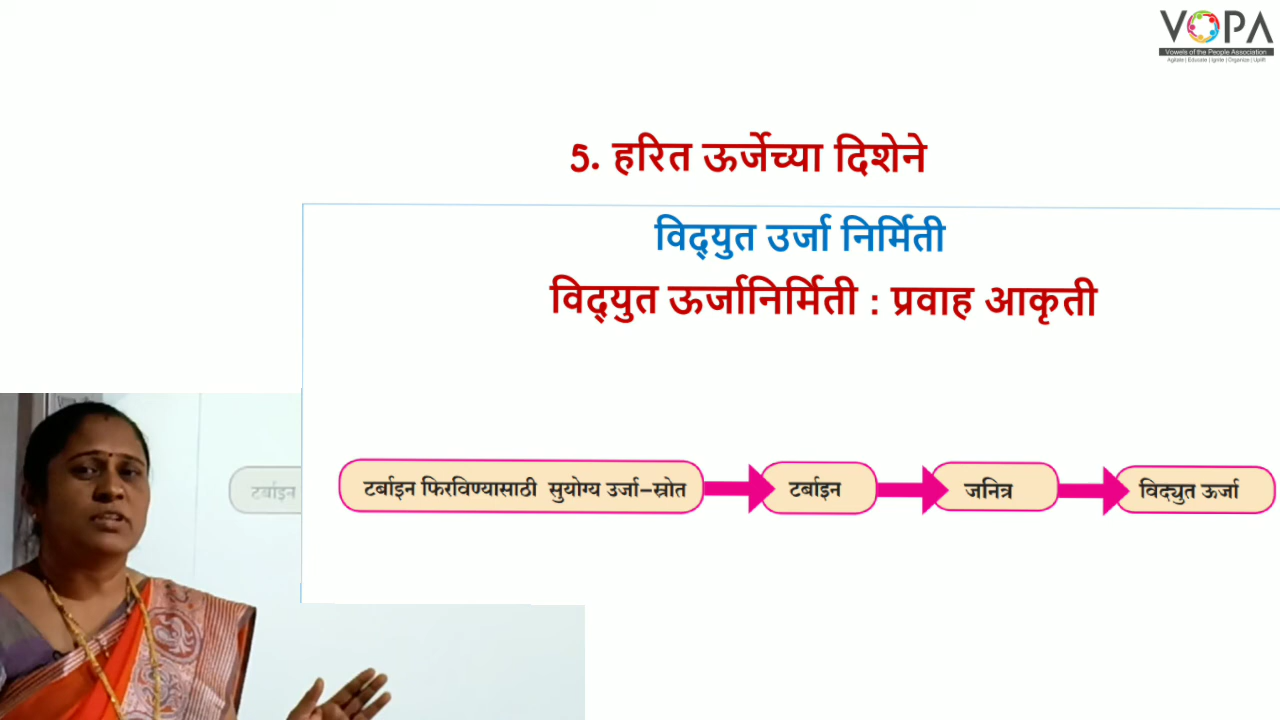 VOPA
Vowels of the People Association
Agitate | Educate | Ignite | Organize | Uplift
5. हरित ऊर्जेच्या दिशेने
विद्‌युत उर्जा निर्मिती
विद्‌युत ऊर्जानिर्मिती : प्रवाह आकृती
टर्बाइन फिरविण्यासाठी सुयोग्य उर्जा–स्रोत
टर्बाइन
जनित्र
विद्युत ऊर्जा
टर्बाइन